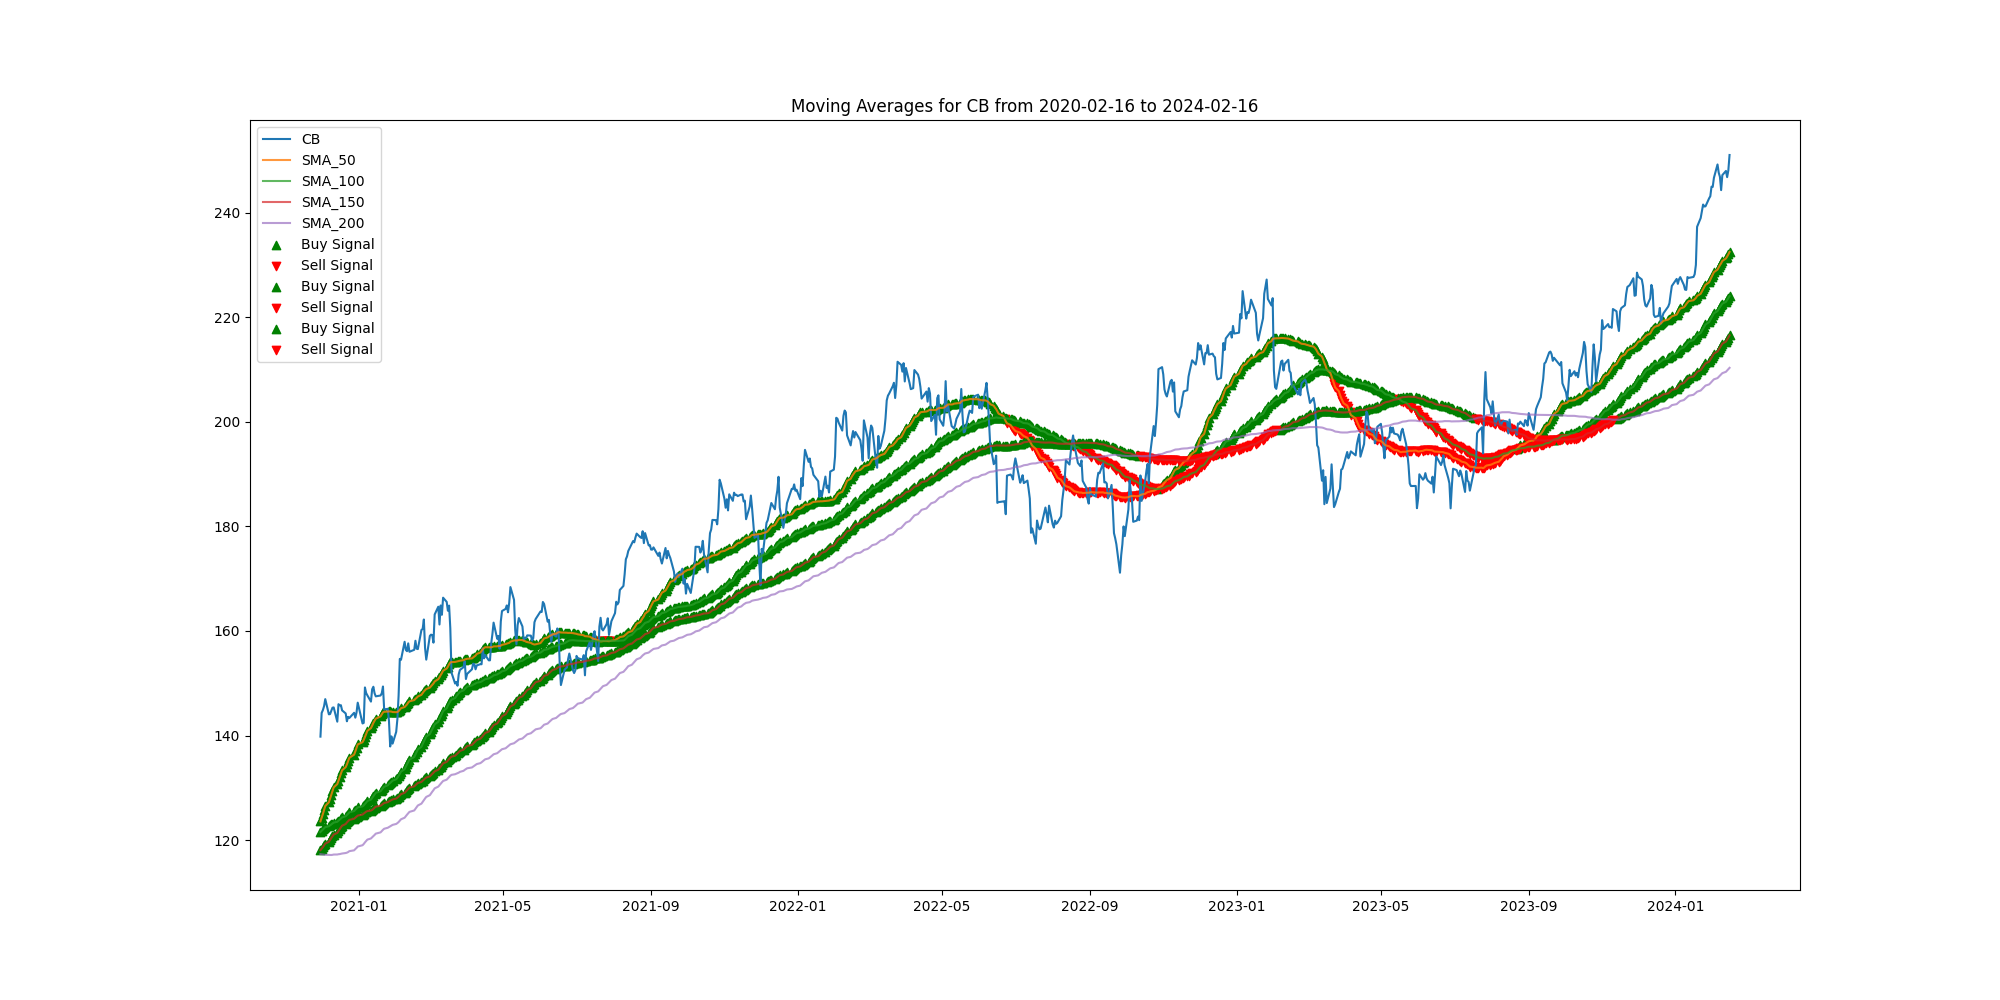 Moving Averages for CB from 2020-02-16 to 2024-02-16
CB
SMA_50
SMA_100
SMA_150
SMA_200
Buy Signal
Sell Signal
Buy Signal
Sell Signal
Buy Signal
Sell Signal
240
220
200
180
160
140
120
2021-01 2021-05 2021-09 2022-01 2022-05 2022-09 2023-01 2023-05 2023-09 2024-01